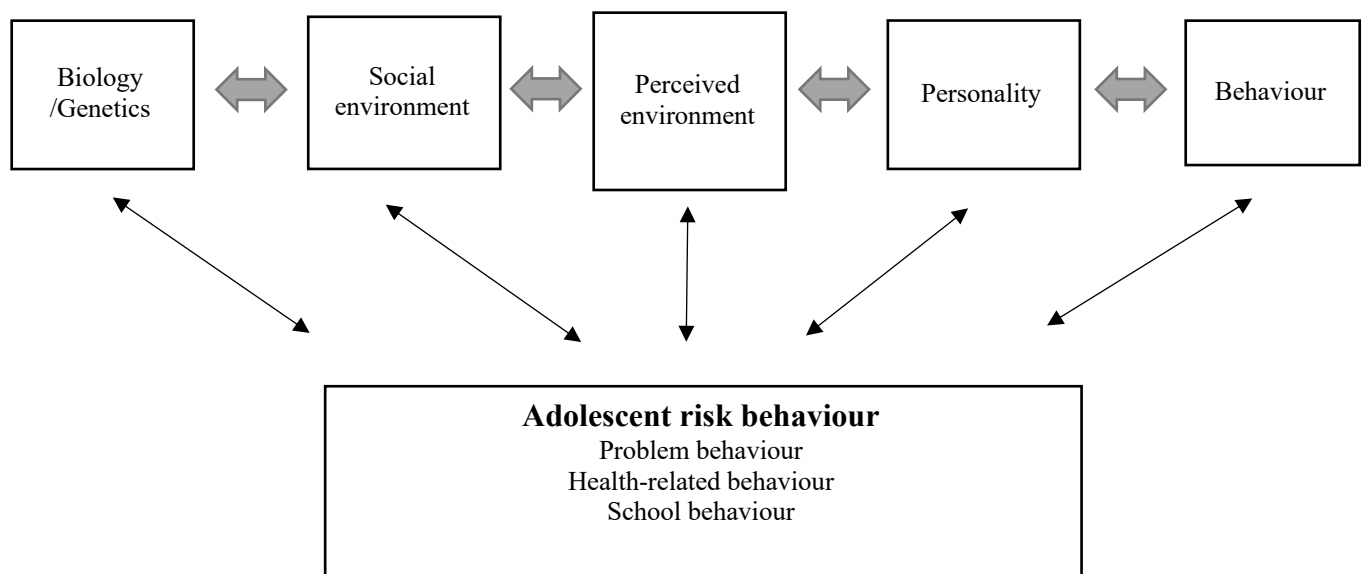 Biology
/Genetics
Social
environment
Perceived
environment
Personality
Behaviour
Adolescent risk behaviour
Problem behaviour
Health-related behaviour
School behaviour